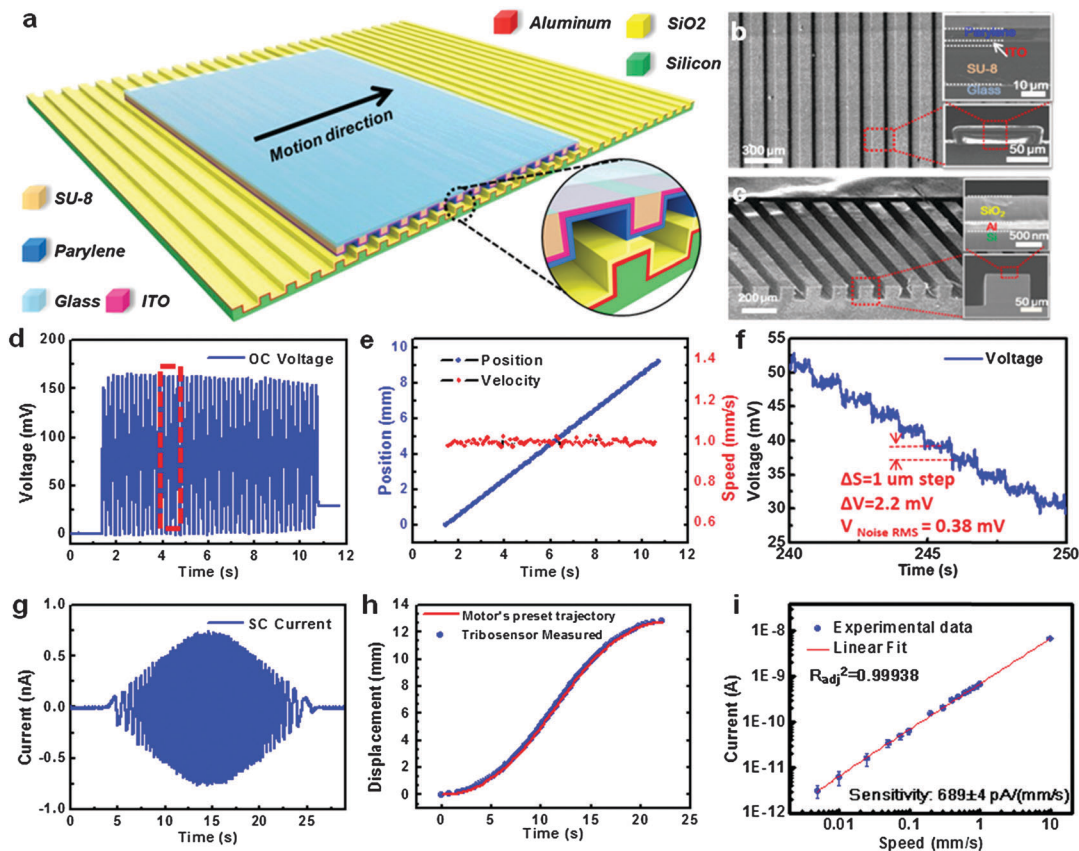 a
Aluminum
SiO2
Silicon
Motion direction
SU-8
Parylene
Glass
ITO
b
300 µm
Parylene
ITO
SU-8
Glass
10 µm
50 µm
c
200 µm
SiO₂
Al
Si
500 nm
50 µm
d
OC Voltage
Voltage (mV)
200
150
100
50
0
0 2 4 6 8 10 12
Time (s)
e
Position
Velocity
Position (mm)
10
8
6
4
2
0
0 2 4 6 8 10 12
Time (s)
1.4
1.2
1.0
0.8
0.6
Speed (mm/s)
f
Voltage
Voltage (mV)
55
50
45
40
35
30
25
ΔS=1 um step
ΔV=2.2 mV
V Noise RMS = 0.38 mV
240 245 250
Time (s)
g
SC Current
Current (nA)
1.0
0.5
0.0
-0.5
-1.0
0 5 10 15 20 25
Time (s)
h
Motor's preset trajectory
Tribosensor Measured
Displacement (mm)
14
12
10
8
6
4
2
0
0 5 10 15 20 25
Time (s)
i
Experimental data
Linear Fit
Radj²=0.99938
Current (A)
1E-8
1E-9
1E-10
1E-11
1E-12
Sensitivity: 689±4 pA/(mm/s)
0.01 0.1 1 10
Speed (mm/s)